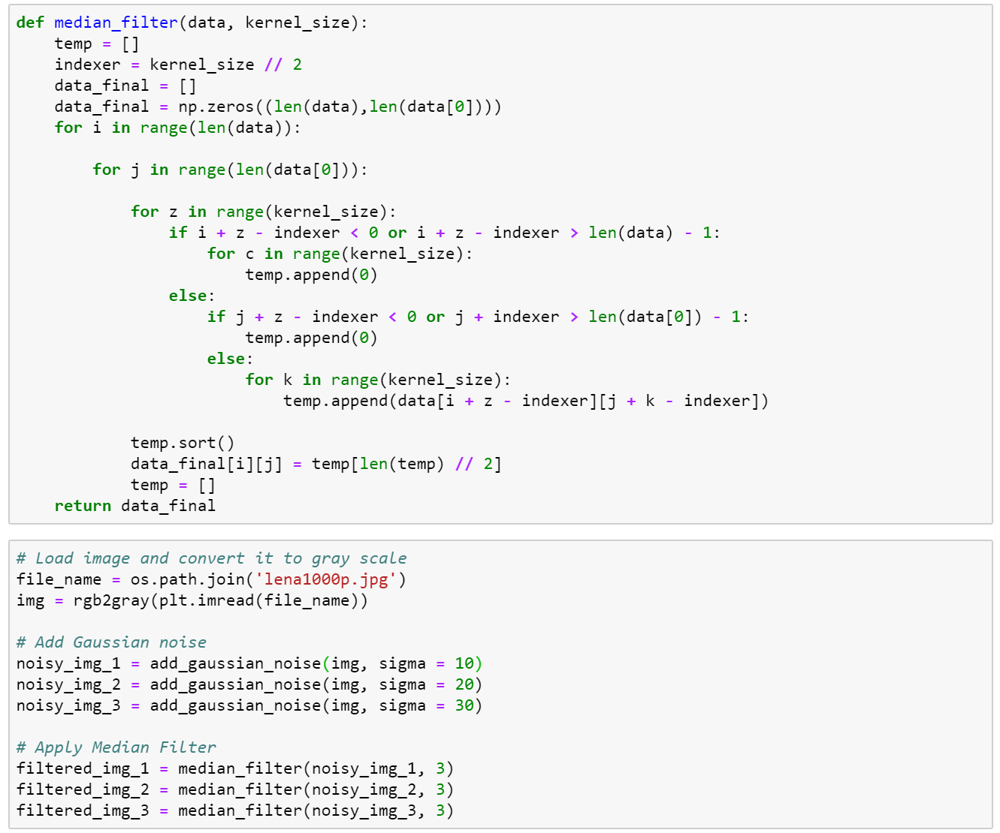 def median_filter(data, kernel_size):
    temp = []
    indexer = kernel_size // 2
    data_final = []
    data_final = np.zeros((len(data),len(data[0])))
    for i in range(len(data)):
        for j in range(len(data[0])):
            for z in range(kernel_size):
                if i + z - indexer < 0 or i + z - indexer > len(data) - 1:
                    for c in range(kernel_size):
                        temp.append(0)
                else:
                    if j + z - indexer < 0 or j + indexer > len(data[0]) - 1:
                        temp.append(0)
                    else:
                        for k in range(kernel_size):
                            temp.append(data[i + z - indexer][j + k - indexer])
            temp.sort()
            data_final[i][j] = temp[len(temp) // 2]
            temp = []
    return data_final
# Load image and convert it to gray scale
file_name = os.path.join('lena1000p.jpg')
img = rgb2gray(plt.imread(file_name))
# Add Gaussian noise
noisy_img_1 = add_gaussian_noise(img, sigma = 10)
noisy_img_2 = add_gaussian_noise(img, sigma = 20)
noisy_img_3 = add_gaussian_noise(img, sigma = 30)
# Apply Median Filter
filtered_img_1 = median_filter(noisy_img_1, 3)
filtered_img_2 = median_filter(noisy_img_2, 3)
filtered_img_3 = median_filter(noisy_img_3, 3)